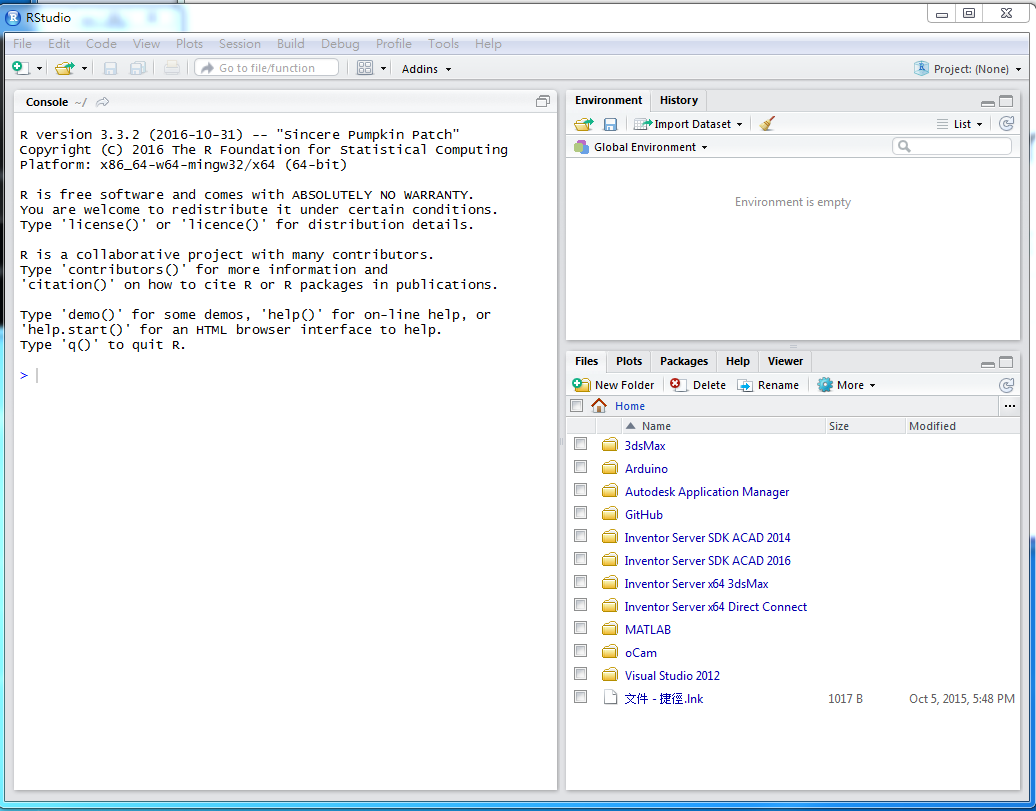 RStudio
File Edit Code View Plots Session Build Debug Profile Tools Help
Go to file/function Addins Project: (None)
Console ~/
R version 3.3.2 (2016-10-31) -- "Sincere Pumpkin Patch"
Copyright (C) 2016 The R Foundation for Statistical Computing
Platform: x86_64-w64-mingw32/x64 (64-bit)
R is free software and comes with ABSOLUTELY NO WARRANTY.
You are welcome to redistribute it under certain conditions.
Type 'license()' or 'licence()' for distribution details.
R is a collaborative project with many contributors.
Type 'contributors()' for more information and
'citation()' on how to cite R or R packages in publications.
Type 'demo()' for some demos, 'help()' for on-line help, or
'help.start()' for an HTML browser interface to help.
Type 'q()' to quit R.
>
Environment History
Import Dataset List
Global Environment
Environment is empty
Files Plots Packages Help Viewer
New Folder Delete Rename More
Home ...
Name Size Modified
3dsMax
Arduino
Autodesk Application Manager
GitHub
Inventor Server SDK ACAD 2014
Inventor Server SDK ACAD 2016
Inventor Server x64 3dsMax
Inventor Server x64 Direct Connect
MATLAB
oCam
Visual Studio 2012
文件 - 捷徑.lnk 1017 B Oct 5, 2015, 5:48 PM